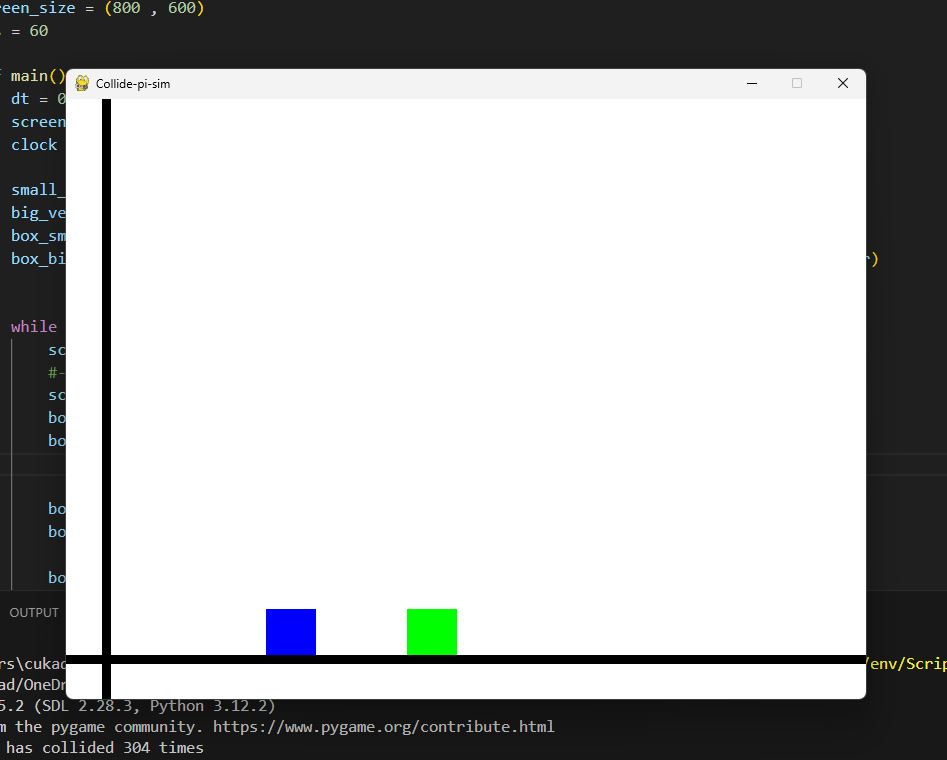 reen_size = (800 , 600)
= 60
main()
dt = 0
screen
clock
Collide-pi-sim
small_
big_ve
box_sm
box_bi
)
while
sc
#-
sc
bo
bo
bo
bo
bo
OUTPUT
rs\cukad
/env/Scrip
ad/OneDr
5.2 (SDL 2.28.3, Python 3.12.2)
m the pygame community. https://www.pygame.org/contribute.html
has collided 304 times